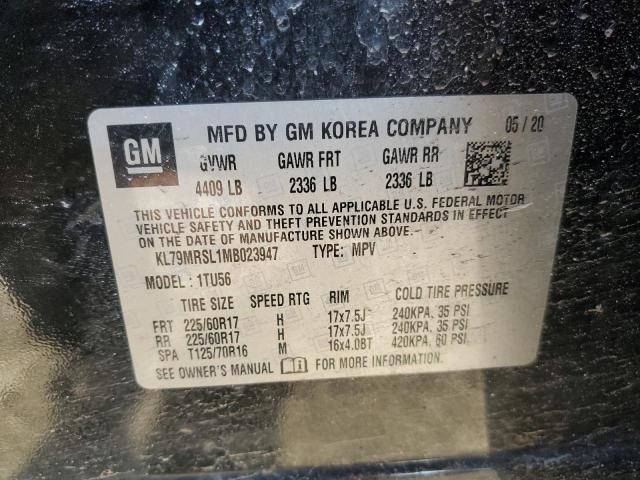 GM MFD BY GM KOREA COMPANY 05 / 20
GVWR GAWR FRT GAWR RR
4409 LB 2336 LB 2336 LB
THIS VEHICLE CONFORMS TO ALL APPLICABLE U.S. FEDERAL MOTOR
VEHICLE SAFETY AND THEFT PREVENTION STANDARDS IN EFFECT
ON THE DATE OF MANUFACTURE SHOWN ABOVE.
KL79MRSL1MB023947 TYPE: MPV
MODEL : 1TU56
TIRE SIZE SPEED RTG RIM COLD TIRE PRESSURE
FRT 225/60R17 H 17x7.5J 240KPA, 35 PSI
RR 225/60R17 H 17x7.5J 240KPA, 35 PSI
SPA T125/70R16 M 16x4.0BT 420KPA, 60 PSI
SEE OWNER'S MANUAL FOR MORE INFORMATION.